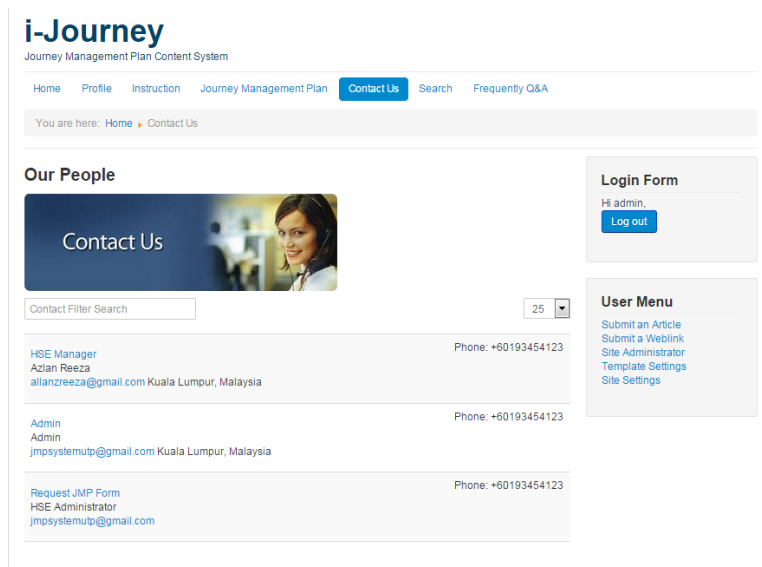 i-Journey
Journey Management Plan Content System
Home Profile Instruction Journey Management Plan Contact Us Search Frequently Q&A
You are here: Home Contact Us
Our People
Contact Us
Contact Filter Search
25
HSE Manager
Phone: +60193454123
Azlan Reeza
allanzreeza@gmail.com Kuala Lumpur, Malaysia
Admin
Phone: +60193454123
Admin
jmpsystemutp@gmail.com Kuala Lumpur, Malaysia
Request JMP Form
Phone: +60193454123
HSE Administrator
jmpsystemutp@gmail.com
Login Form
Hi admin,
Log out
User Menu
Submit an Article
Submit a Weblink
Site Administrator
Template Settings
Site Settings